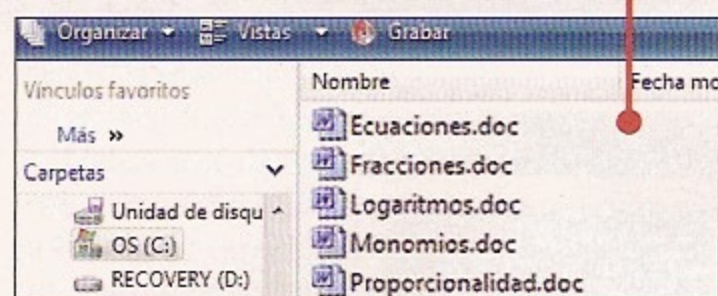 Organizar Vistas Grabar
Vínculos favoritos
Más »
Carpetas
Unidad de disqu
OS (C:)
RECOVERY (D:)
Nombre Fecha mo
Ecuaciones.doc
Fracciones.doc
Logaritmos.doc
Monomios.doc
Proporcionalidad.doc